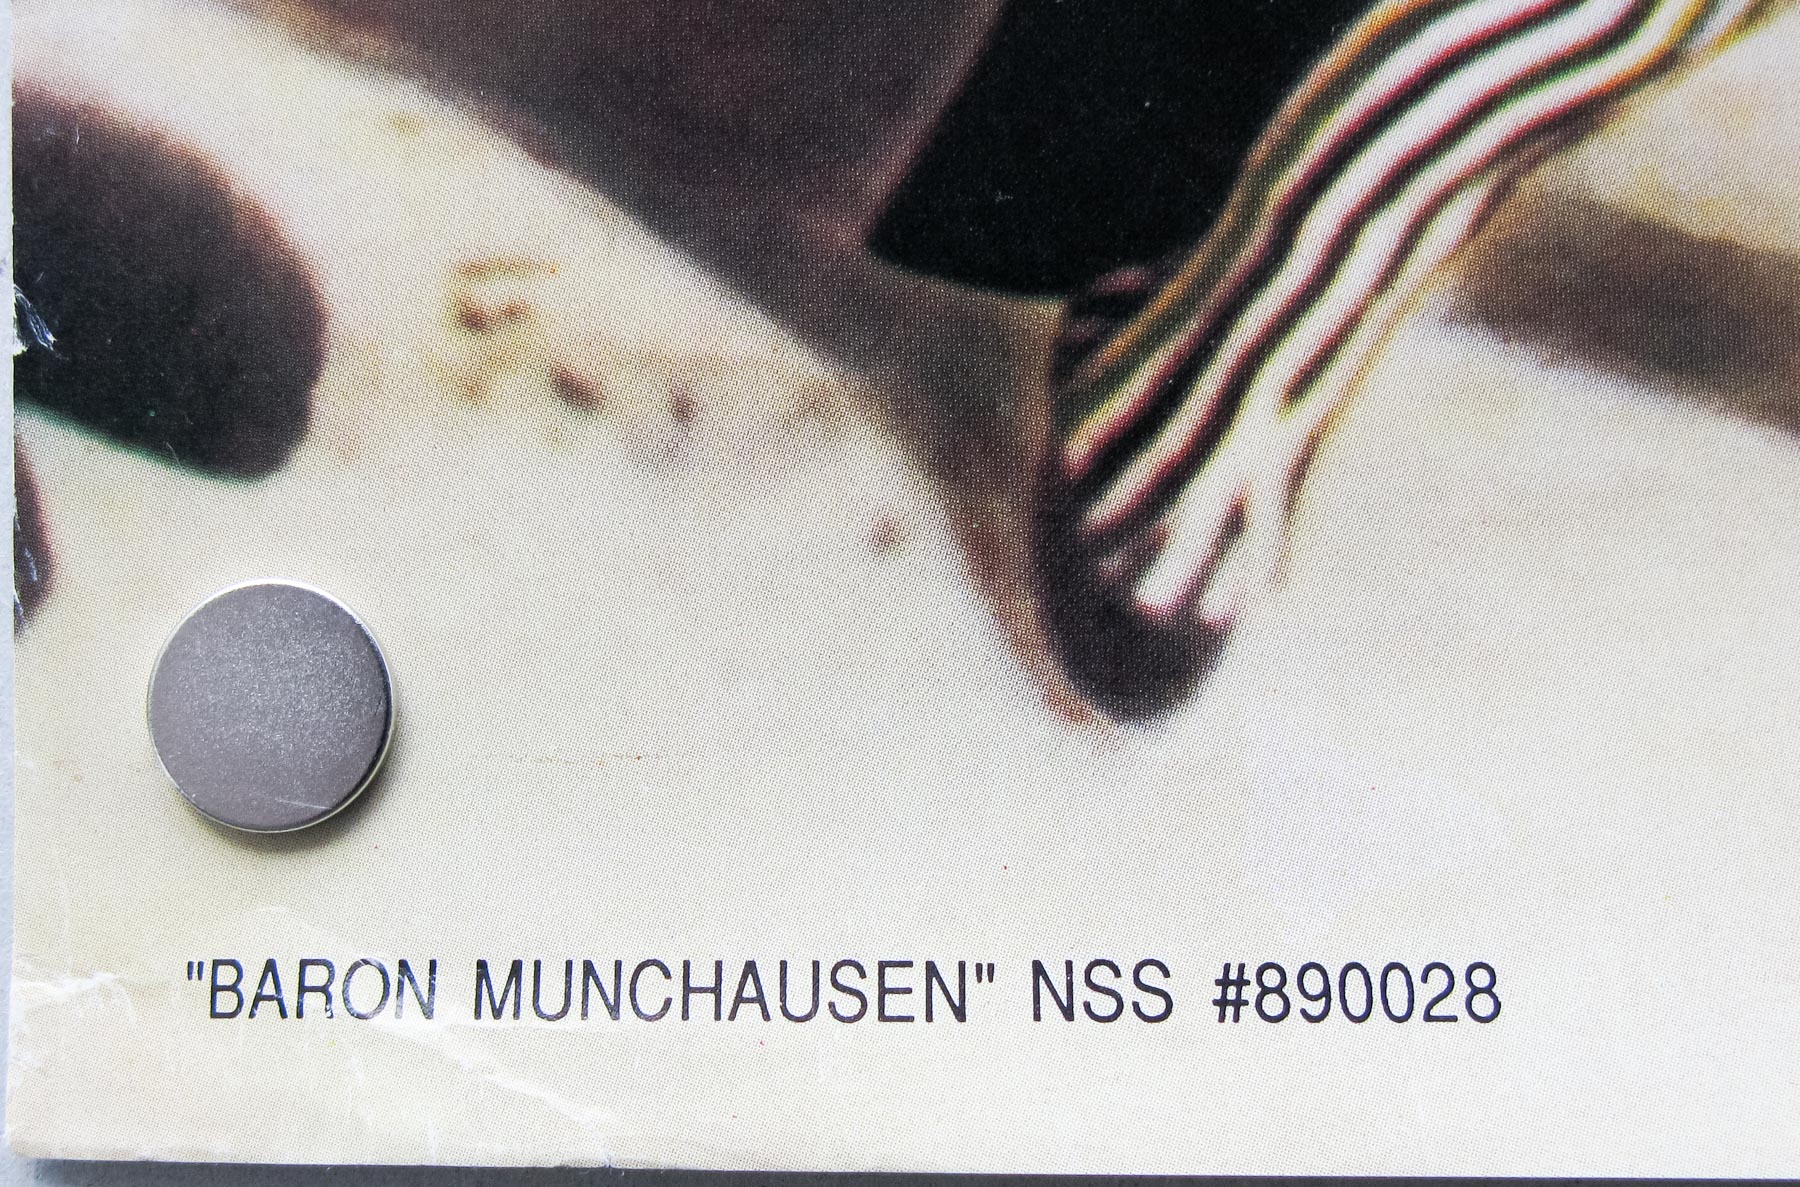 "BARON MUNCHAUSEN" NSS #890028